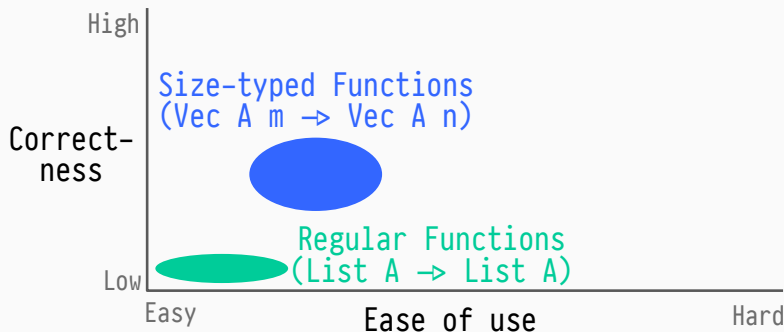 High
Size-typed Functions
(Vec A m —▷ Vec A n)
Correct-
ness
Regular Functions
(List A —▷ List A)
Low
Easy
Ease of use
Hard